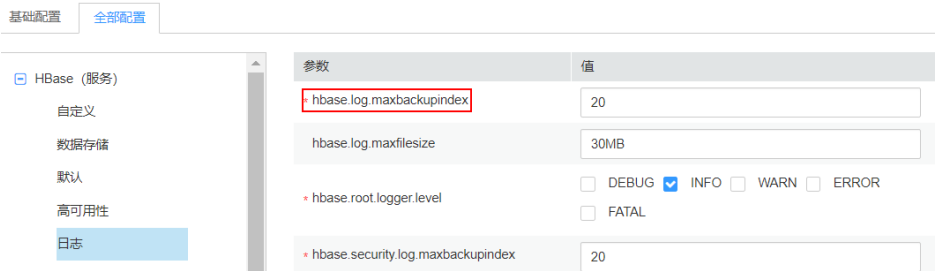 基础配置 全部配置
HBase (服务)
自定义
数据存储
默认
高可用性
日志
参数 值
* hbase.log.maxbackupindex 20
hbase.log.maxfilesize 30MB
* hbase.root.logger.level DEBUG INFO WARN ERROR
FATAL
* hbase.security.log.maxbackupindex 20